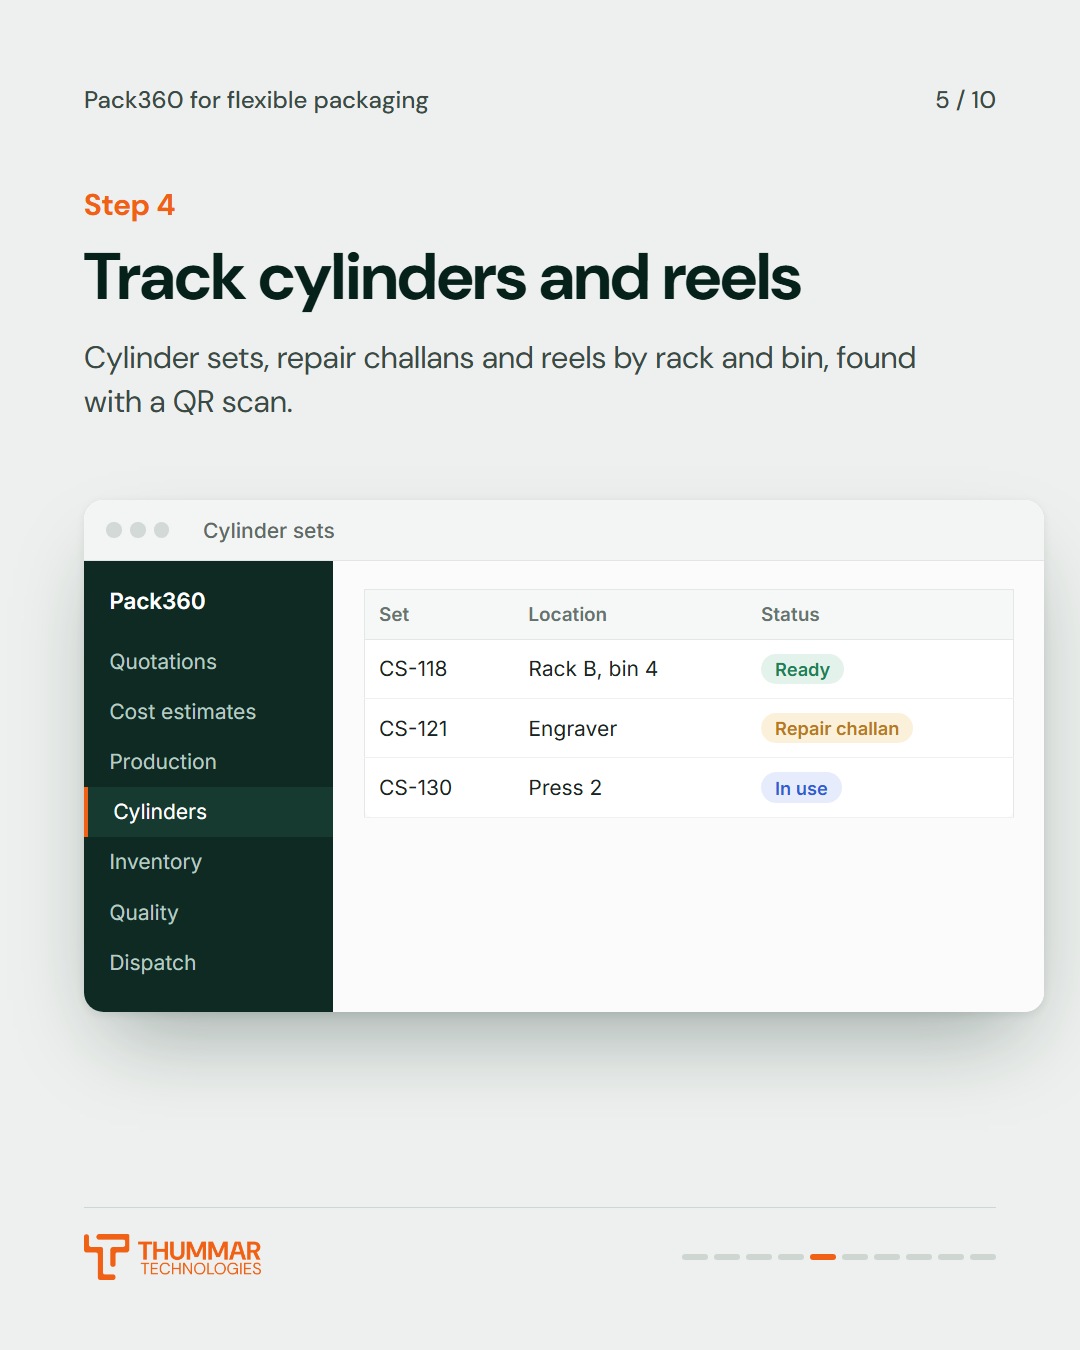 Pack360 for flexible packaging
5 / 10
Step 4
Track cylinders and reels
Cylinder sets, repair challans and reels by rack and bin, found
with a QR scan.
Cylinder sets
Pack360
Quotations
Cost estimates
Production
Cylinders
Inventory
Quality
Dispatch
Set Location Status
CS-118 Rack B, bin 4 Ready
CS-121 Engraver Repair challan
CS-130 Press 2 In use
THUMMAR
TECHNOLOGIES